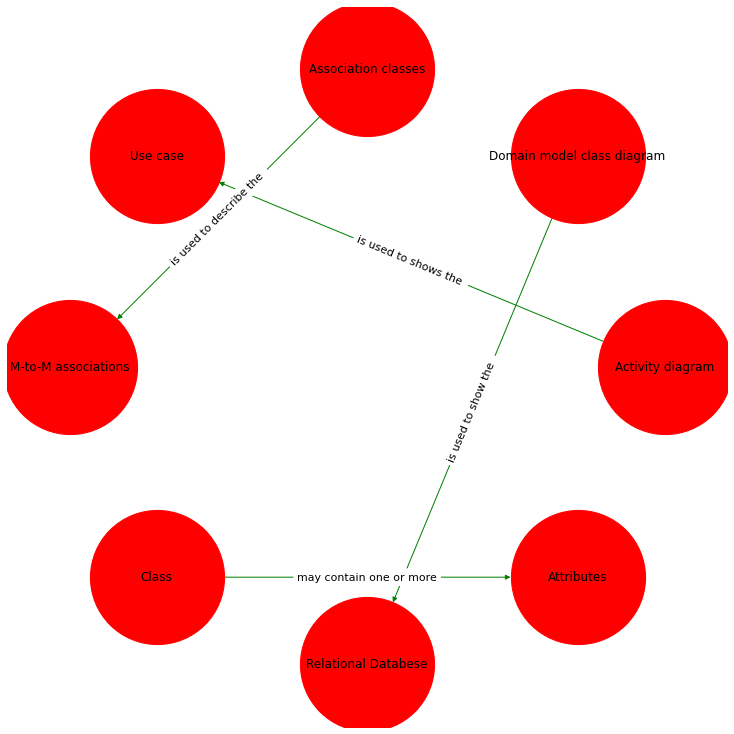 Association classes
Use case
Domain model class diagram
is used to describe the
is used to shows the
M-to-M associations
Activity diagram
is used to show the
Class
may contain one or more
Attributes
Relational Databese